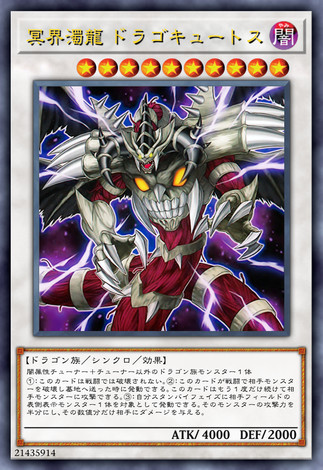 冥界濁龍 ドラゴキュートス
闇
やみ
【ドラゴン族／シンクロ／効果】
闇属性チューナー＋チューナー以外のドラゴン族モンスター１体
①：このカードは戦闘では破壊されない。②：このカードが戦闘で相手モンスター
を破壊し墓地へ送った時に発動できる。このカードはもう１度だけ続けて相
手モンスターに攻撃できる。③：自分スタンバイフェイズに相手フィールドの
表側表示モンスター１体を対象として発動できる。そのモンスターの攻撃力を
半分にし、その数値分だけ相手にダメージを与える。
ATK/ 4000 DEF/ 2000
21435914